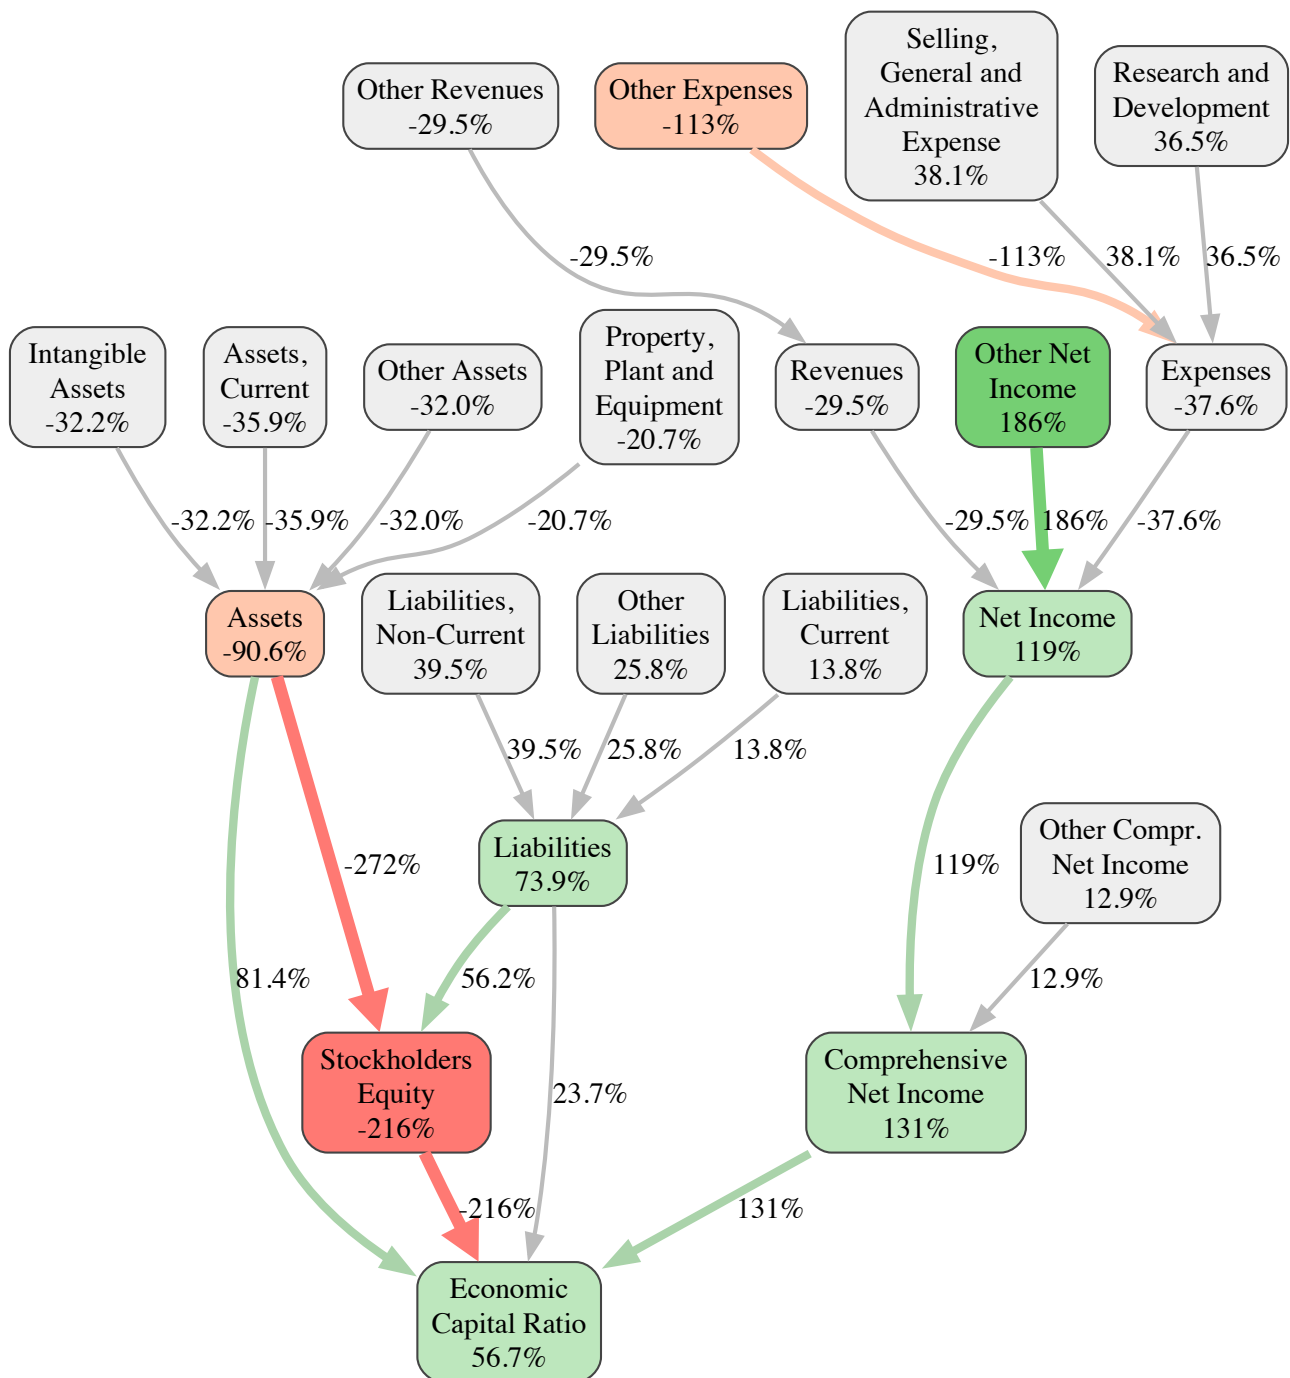 Selling,
General and
Administrative
Expense
38.1%
Other Revenues
-29.5%
Other Expenses
-113%
Research and
Development
36.5%
-29.5%
-113%
38.1%
36.5%
Intangible
Assets
-32.2%
Assets,
Current
-35.9%
Other Assets
-32.0%
Property,
Plant and
Equipment
-20.7%
Revenues
-29.5%
Other Net
Income
186%
Expenses
-37.6%
-32.2%
-35.9%
-32.0%
-20.7%
-29.5%
186%
-37.6%
Assets
-90.6%
Liabilities,
Non-Current
39.5%
Other
Liabilities
25.8%
Liabilities,
Current
13.8%
Net Income
119%
39.5%
25.8%
13.8%
Liabilities
73.9%
Other Compr.
Net Income
12.9%
-272%
119%
81.4%
56.2%
12.9%
Stockholders
Equity
-216%
23.7%
Comprehensive
Net Income
131%
-216%
131%
Economic
Capital Ratio
56.7%